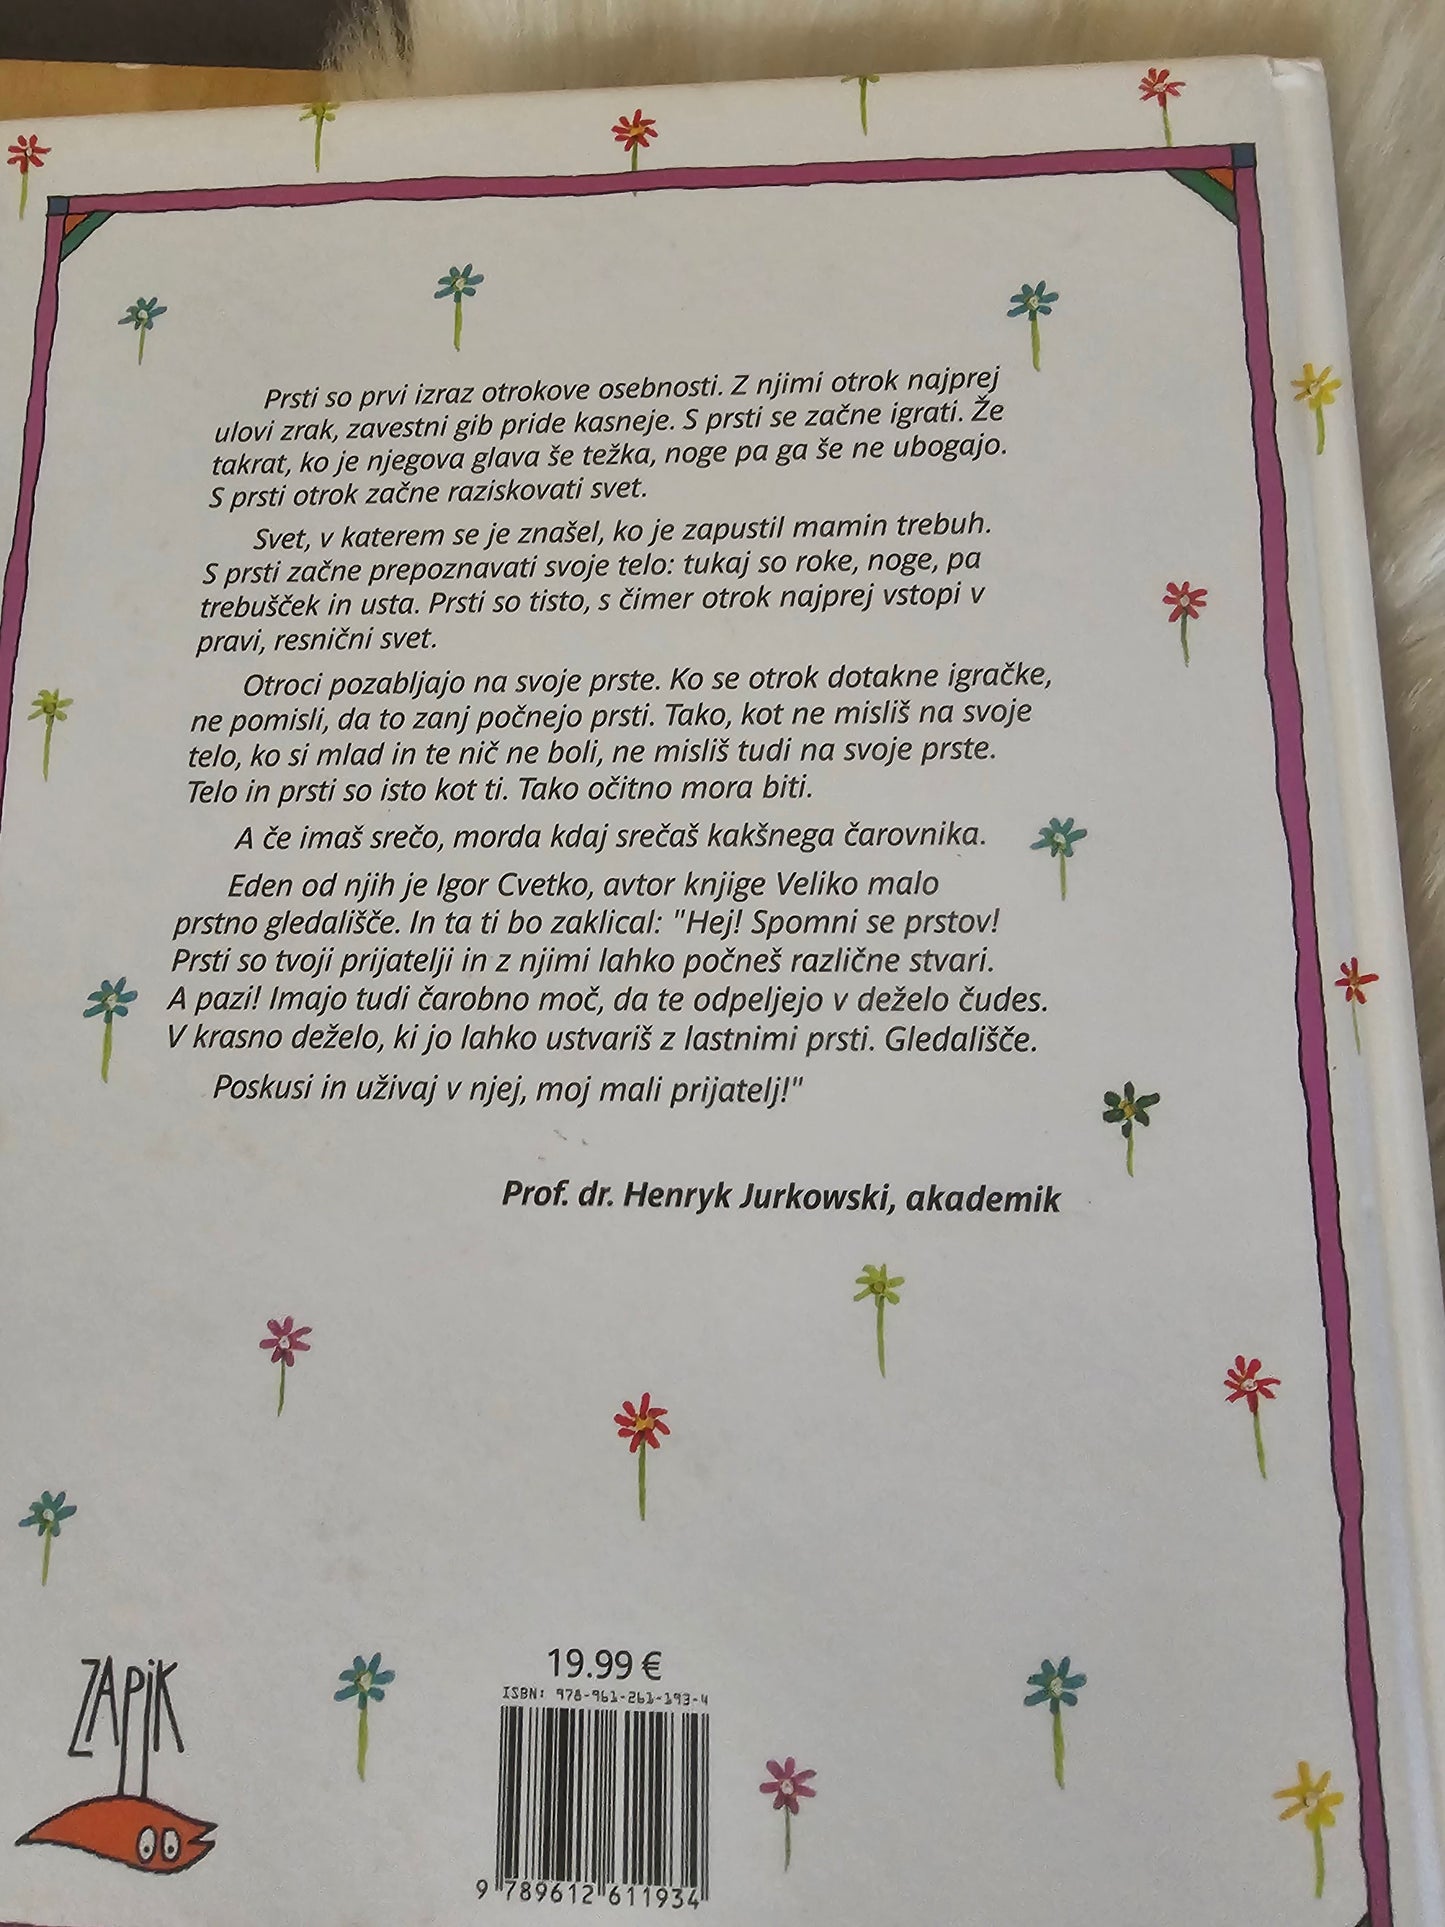 Prsti so prvi izraz otrokove osebnosti. Z njimi otrok najprej
ulovi zrak, zavestni gib pride kasneje. S prsti se začne igrati. Že
takrat, ko je njegova glava še težka, noge pa ga še ne ubogajo.
S prsti otrok začne raziskovati svet.
Svet, v katerem se je znašel, ko je zapustil mamin trebuh.
S prsti začne prepoznavati svoje telo: tukaj so roke, noge, pa
trebušček in usta. Prsti so tisto, s čimer otrok najprej vstopi v
pravi, resnični svet.
Otroci pozabljajo na svoje prste. Ko se otrok dotakne igračke,
ne pomisli, da to zanj počnejo prsti. Tako, kot ne misliš na svoje
telo, ko si mlad in te nič ne boli, ne misliš tudi na svoje prste.
Telo in prsti so isto kot ti. Tako očitno mora biti.
A če imaš srečo, morda kdaj srečaš kakšnega čarovnika.
Eden od njih je Igor Cvetko, avtor knjige Veliko malo
prstno gledališče. In ta ti bo zaklical: "Hej! Spomni se prstov!
Prsti so tvoji prijatelji in z njimi lahko počneš različne stvari.
A pazi! Imajo tudi čarobno moč, da te odpeljejo v deželo čudes.
V krasno deželo, ki jo lahko ustvariš z lastnimi prsti. Gledališče.
Poskusi in uživaj v njej, moj mali prijatelj!"
Prof. dr. Henryk Jurkowski, akademik
ZAPiK
19.99 €
ISBN: 978-961-261-193-4
9 789612 611934